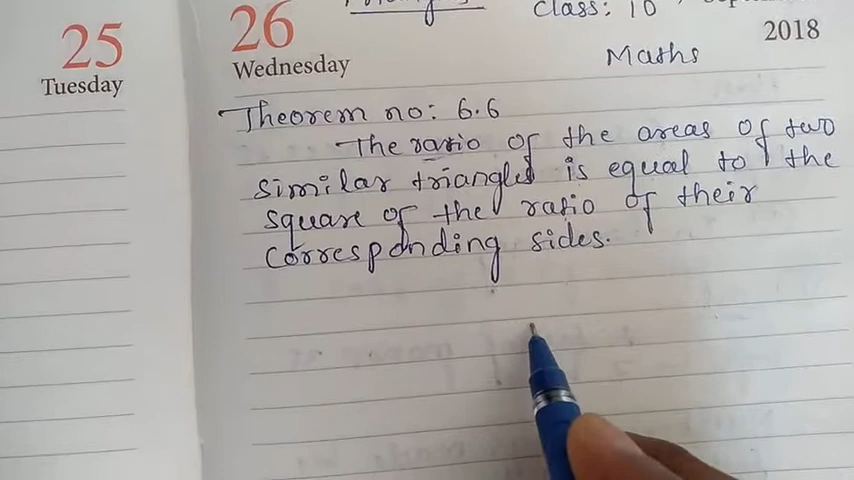 25
Tuesday
26
Wednesday
Class: 10
2018
Maths
Theorem no: 6.6
The ratio of the areas of two
similar triangles is equal to the
square of the ratio of their
corresponding sides.